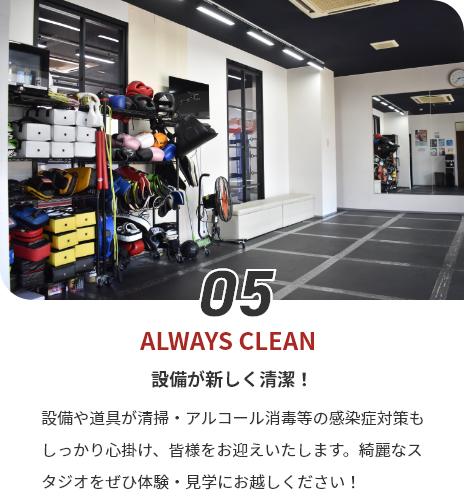 05
ALWAYS CLEAN
設備が新しく清潔！
設備や道具が清掃・アルコール消毒等の感染症対策も
しっかり心掛け、皆様をお迎えいたします。綺麗なス
タジオをぜひ体験・見学にお越しください！